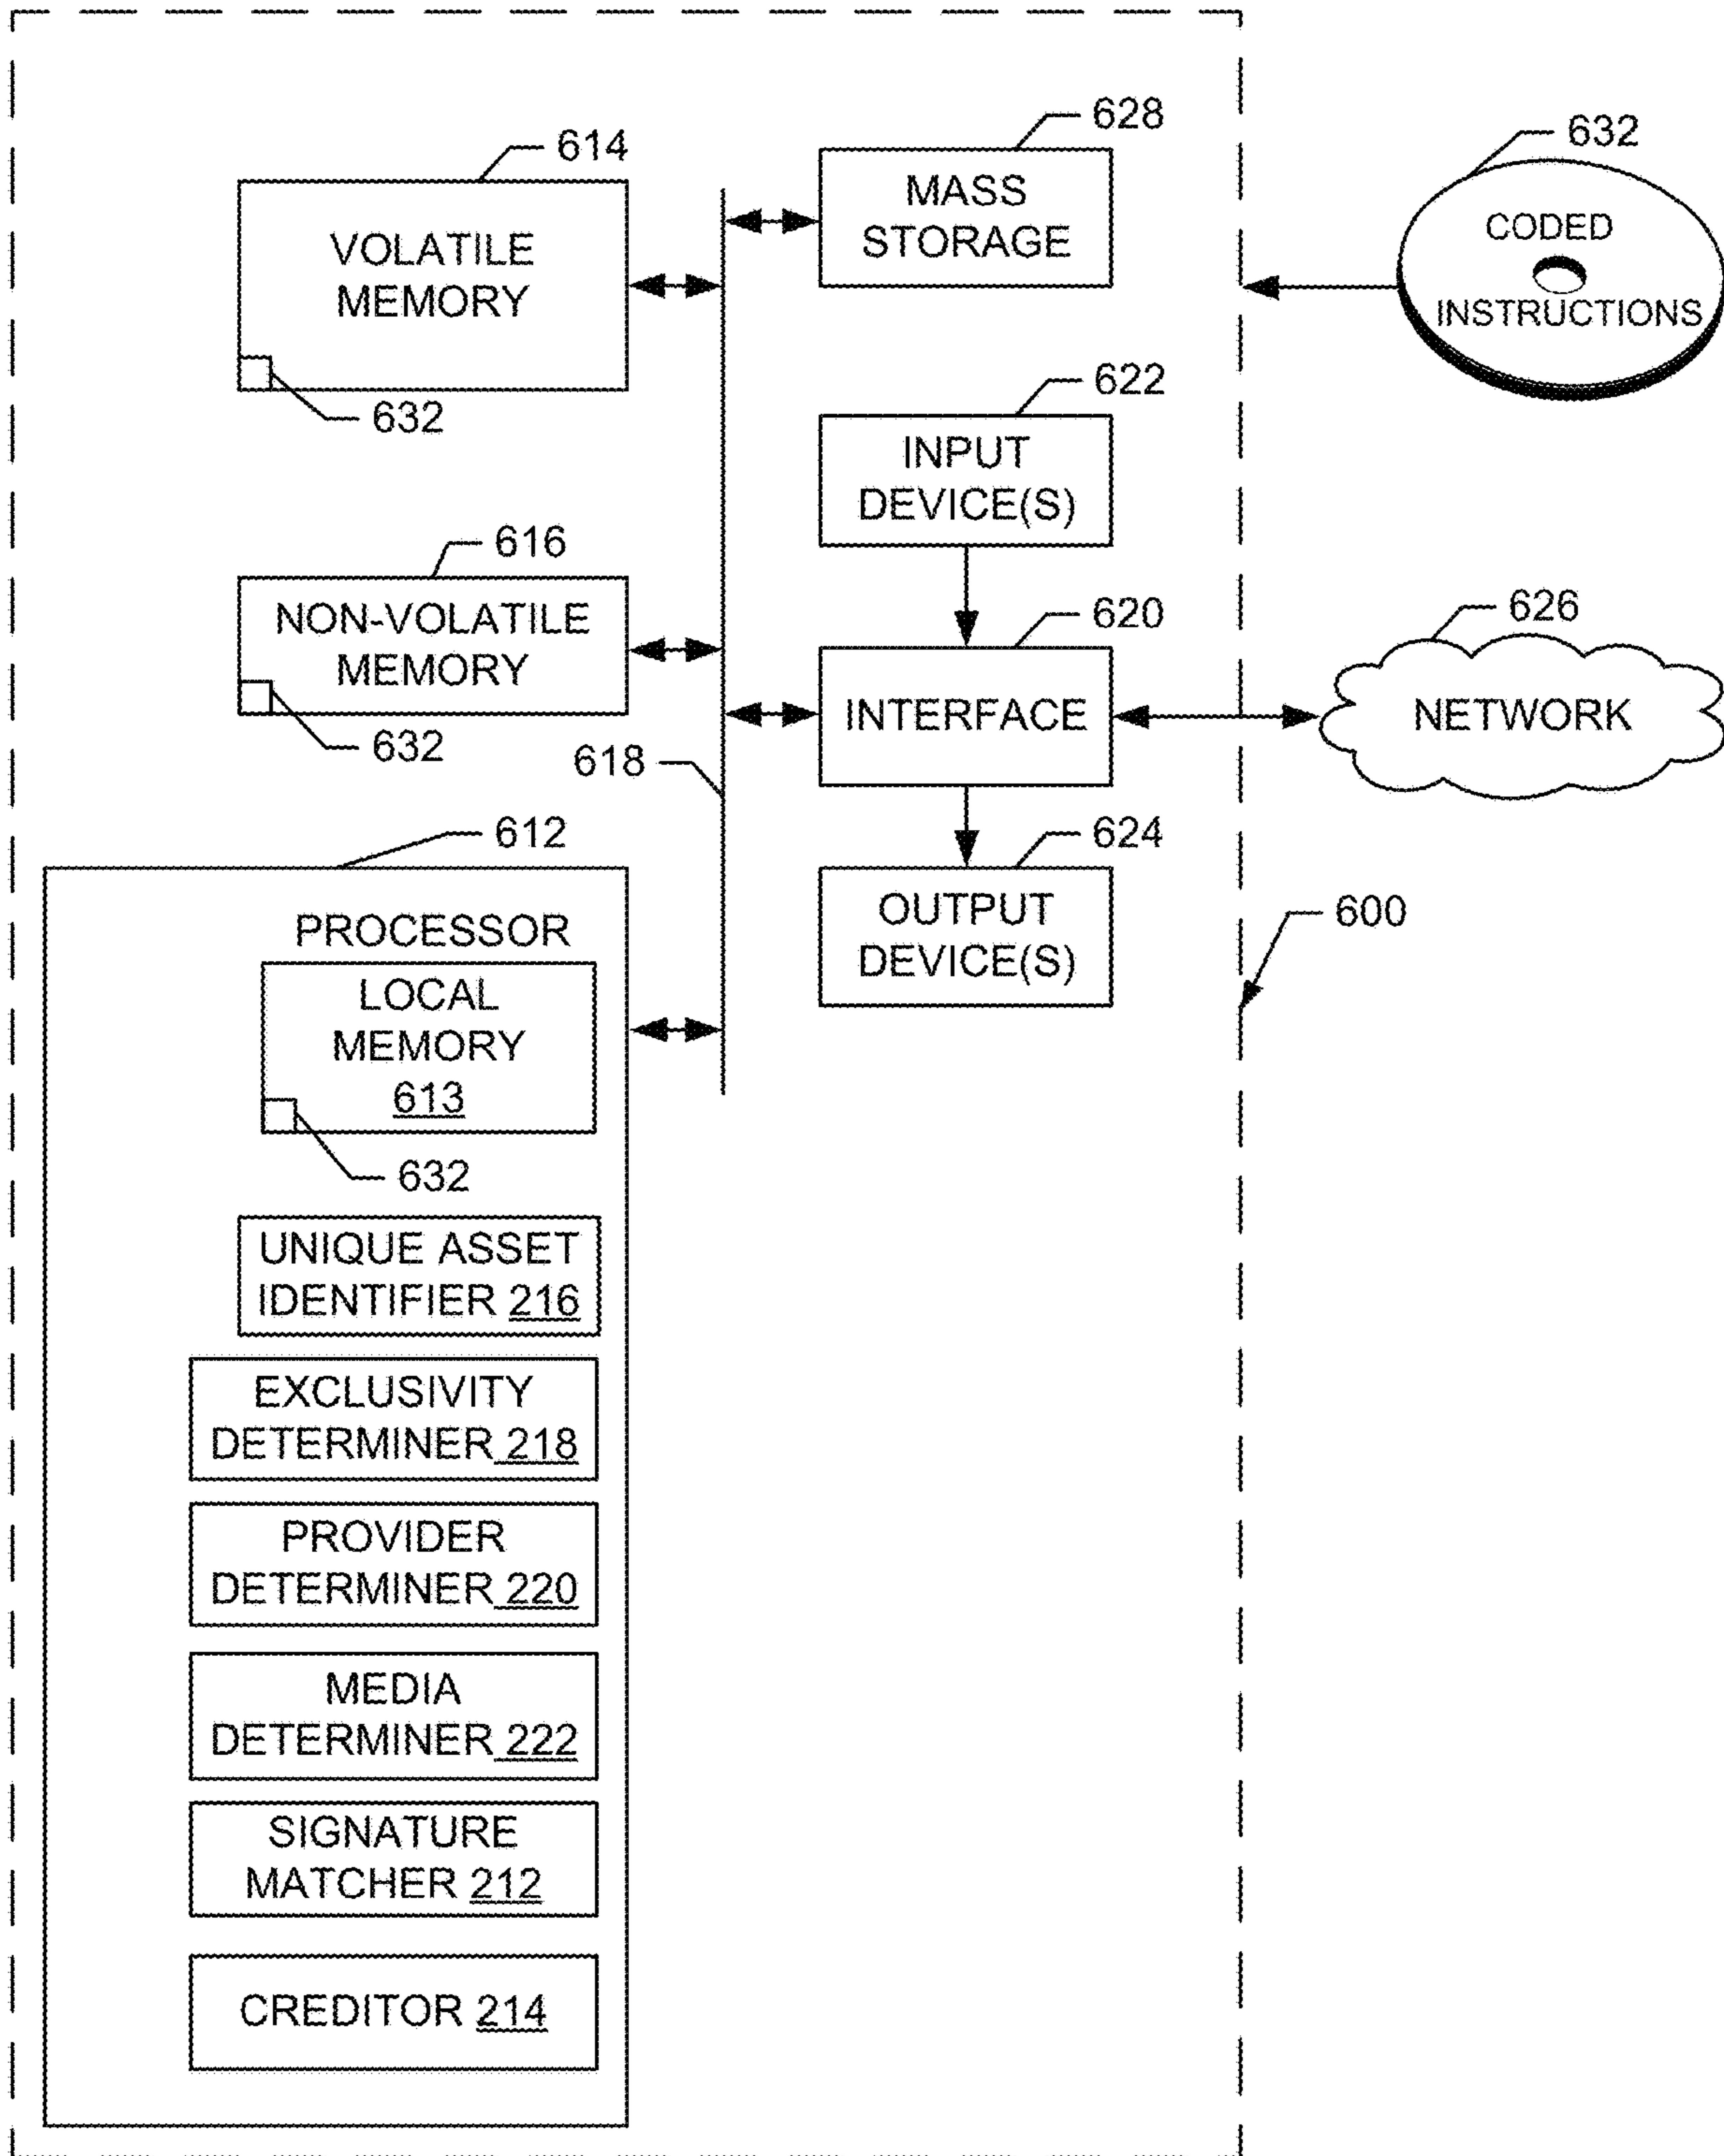 614
VOLATILE
MEMORY
632
628
MASS
STORAGE
632
CODED
INSTRUCTIONS
622
INPUT
DEVICE(S)
616
NON-VOLATILE
MEMORY
632
620
INTERFACE
626
NETWORK
618
624
OUTPUT
DEVICE(S)
600
612
PROCESSOR
LOCAL
MEMORY
613
632
UNIQUE ASSET
IDENTIFIER 216
EXCLUSIVITY
DETERMINER 218
PROVIDER
DETERMINER 220
MEDIA
DETERMINER 222
SIGNATURE
MATCHER 212
CREDITOR 214